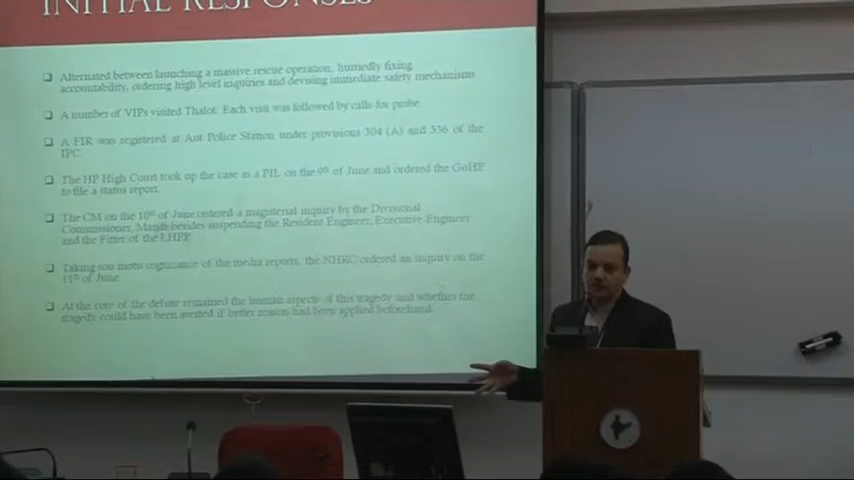 INITIAL RESPONSES
❑ Alternated between launching a massive rescue operation, hurriedly fixing
accountability, ordering high level inquiries and devising immediate safety mechanisms
❑ A number of VIPs visited Thalot. Each visit was followed by calls for probe
❑ A FIR was registered at Aut Police Station under provisions 304 (A) and 336 of the
IPC.
❑ The HP High Court took up the case as a PIL on the 9th of June and ordered the GoHP
to file a status report.
❑ The CM on the 10th of June ordered a magisterial inquiry by the Divisional
Commissioner, Mandi besides suspending the Resident Engineer, Executive Engineer
and the Fitter of the LHPP.
❑ Taking suo motu cognizance of the media reports, the NHRC ordered an inquiry on the
11th of June.
❑ At the core of the debate remained the human aspects of this tragedy and whether the
tragedy could have been averted if better reason had been applied beforehand.